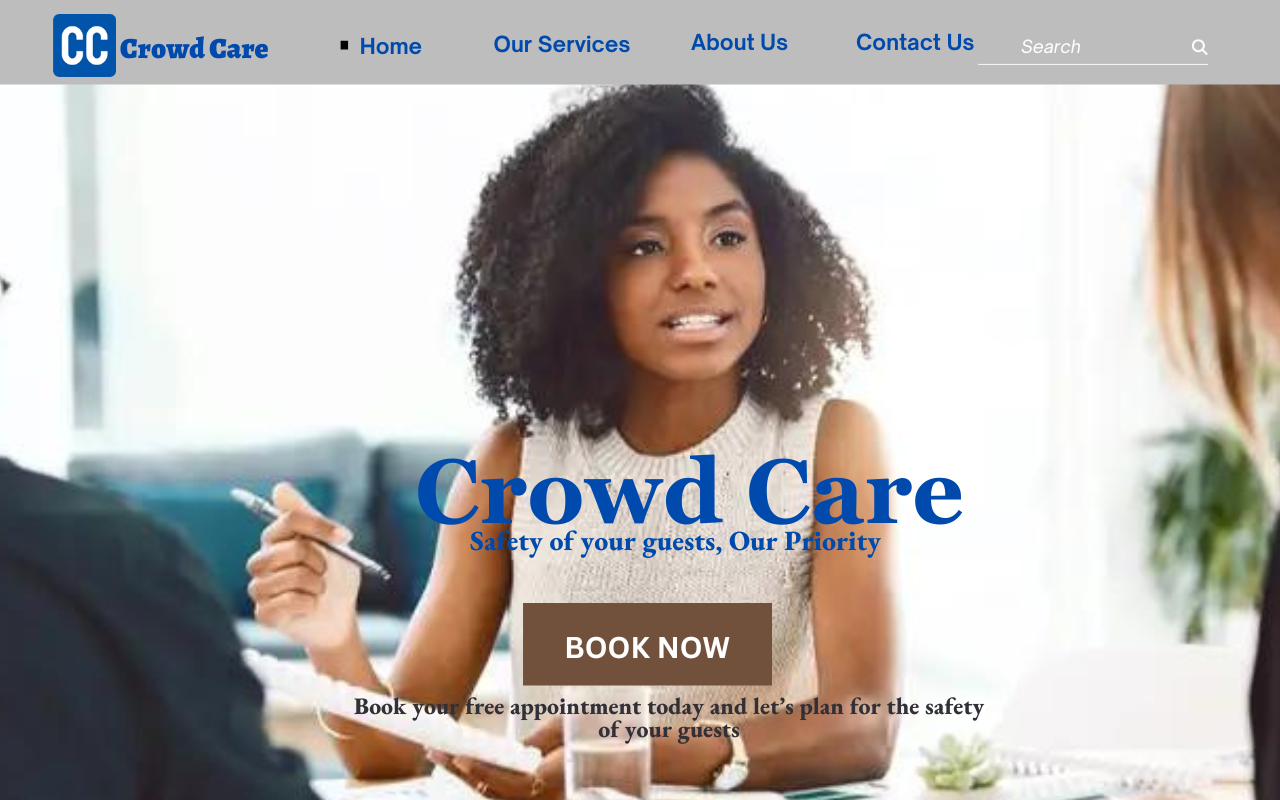 CC Crowd Care
Home
Our Services
About Us
Contact Us
Search
Crowd Care
Safety of your guests, Our Priority
BOOK NOW
Book your free appointment today and let’s plan for the safety
of your guests